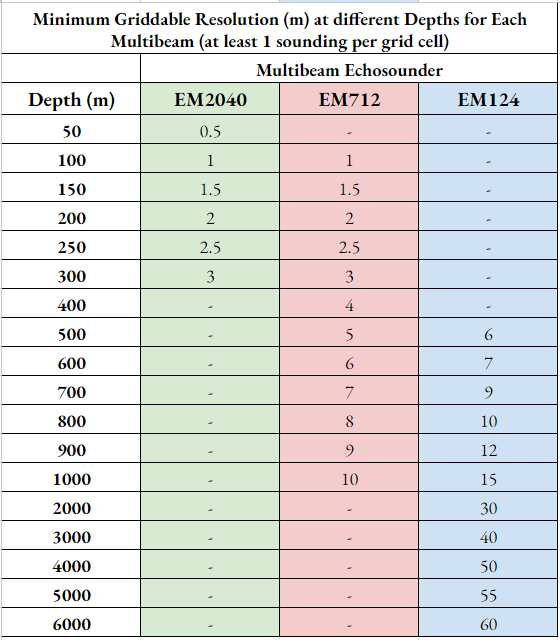 Minimum Griddable Resolution (m) at different Depths for Each
Multibeam (at least 1 sounding per grid cell)
Multibeam Echosounder
Depth (m) EM2040 EM712 EM124
50 0.5 - -
100 1 1 -
150 1.5 1.5 -
200 2 2 -
250 2.5 2.5 -
300 3 3 -
400 - 4 -
500 - 5 6
600 - 6 7
700 - 7 9
800 - 8 10
900 - 9 12
1000 - 10 15
2000 - - 30
3000 - - 40
4000 - - 50
5000 - - 55
6000 - - 60